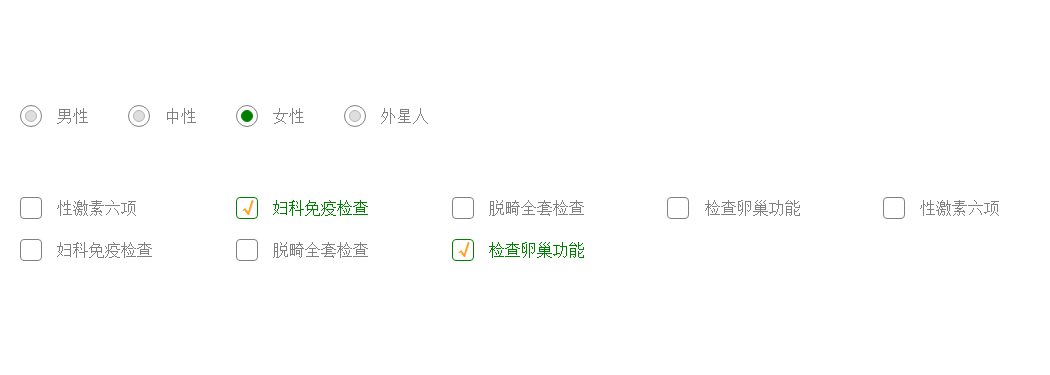 男性 中性 女性 外星人
性激素六项 妇科免疫检查 脱畸全套检查 检查卵巢功能 性激素六项
妇科免疫检查 脱畸全套检查 检查卵巢功能